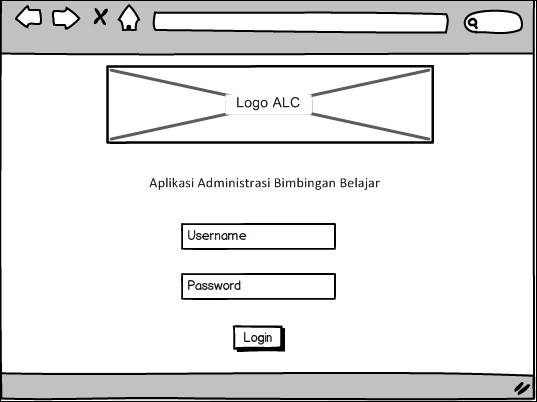 Logo ALC
Aplikasi Administrasi Bimbingan Belajar
Username
Password
Login